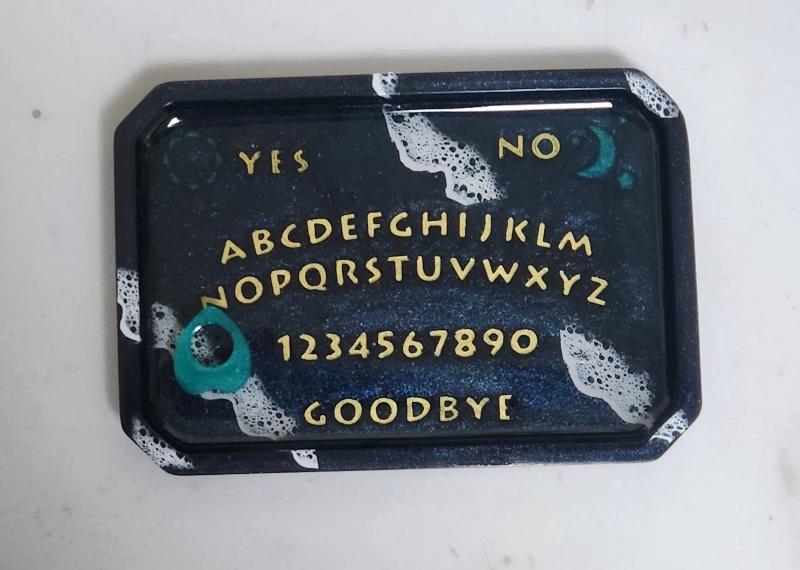 YES NO
ABCDEFGHIJKLM
NOPQRSTUVWXYZ
1234567890
GOODBYE